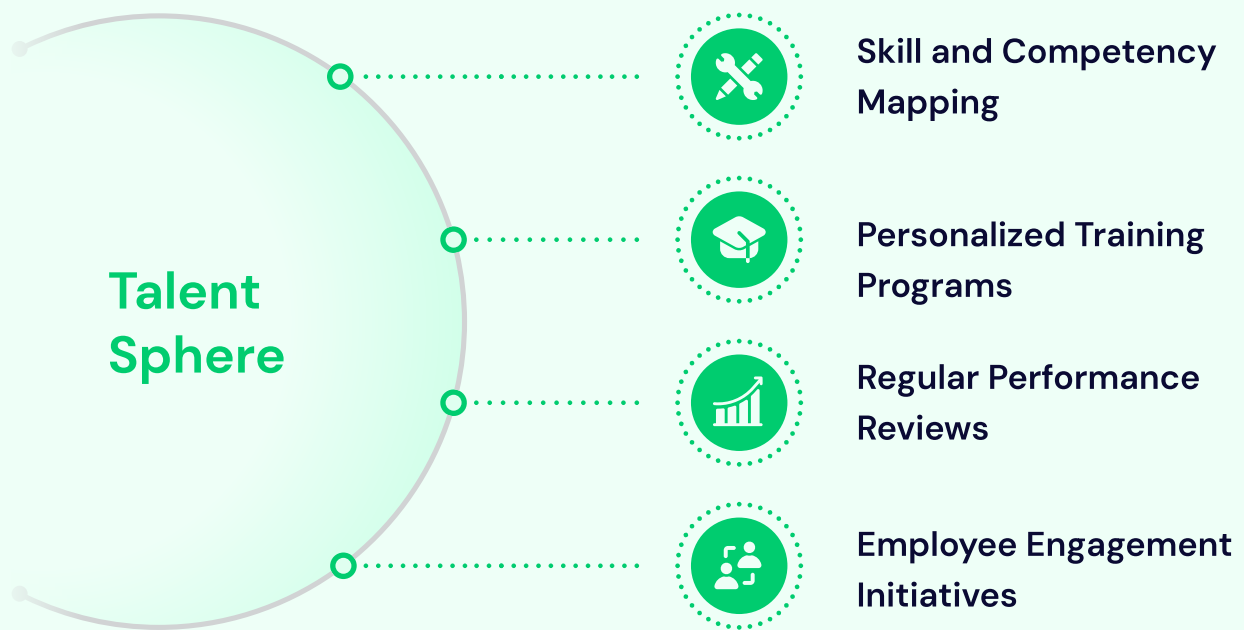 Talent
Sphere
Skill and Competency
Mapping
Personalized Training
Programs
Regular Performance
Reviews
Employee Engagement
Initiatives